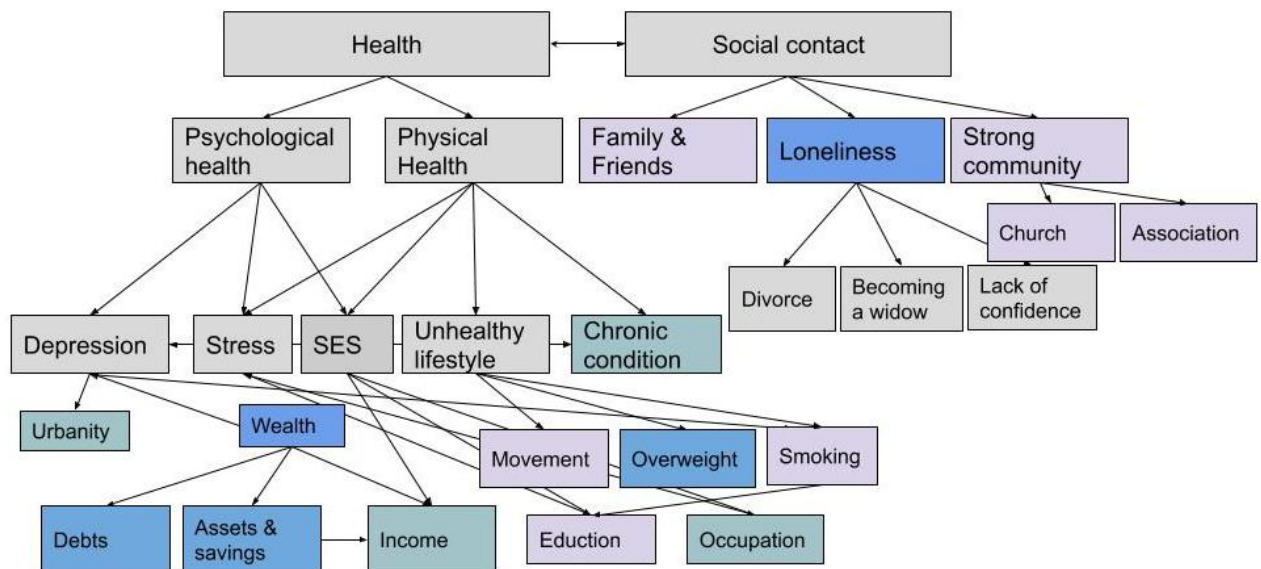 Health
Social contact
Psychological
health
Physical
Health
Family &
Friends
Loneliness
Strong
community
Church
Association
Divorce
Becoming
a widow
Lack of
confidence
Depression
Stress
SES
Unhealthy
lifestyle
Chronic
condition
Urbanity
Wealth
Movement
Overweight
Smoking
Debts
Assets &
savings
Income
Eduction
Occupation